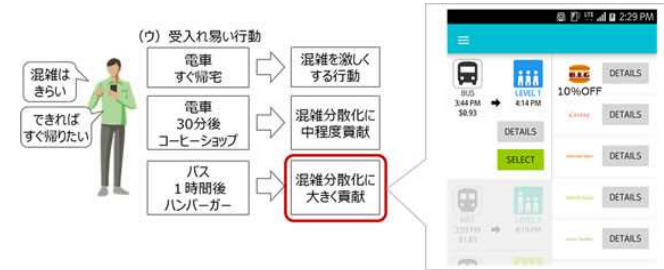 (ウ) 受入れ易い行動
混雑は
きらい
できれば
すぐ帰りたい
電車
すぐ帰宅
混雑を激しく
する行動
電車
30分後
コーヒーショップ
混雑分散化に
中程度貢献
バス
1時間後
ハンバーガー
混雑分散化に
大きく貢献
LTE 2:29 PM
BUS
LEVEL 1
3:44 PM
4:14 PM
$0.93
DETAILS
SELECT
10%OFF
DETAILS
DETAILS
DETAILS
DETAILS
DETAILS